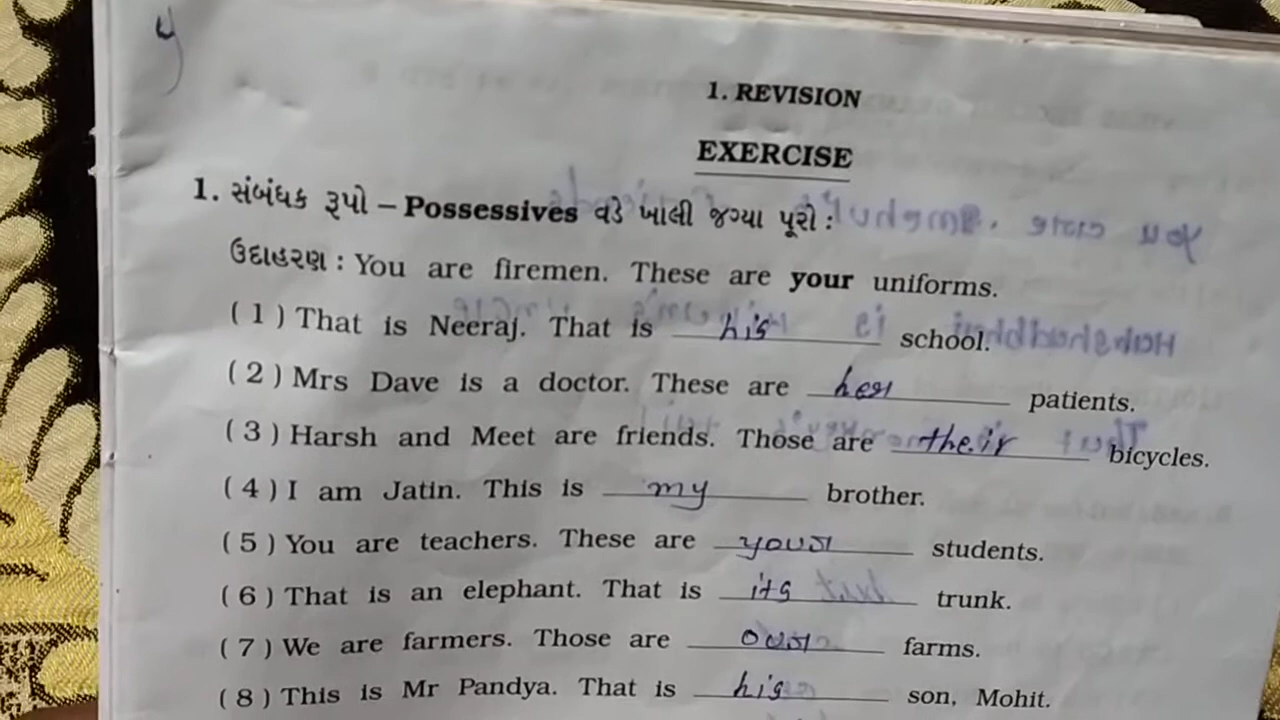 y
1. REVISION
EXERCISE
1. સંબંધક રૂપો – Possessives વડે ખાલી જગ્યા પૂરો :
ઉદાહરણ : You are firemen. These are your uniforms.
( 1 ) That is Neeraj. That is his school.
( 2 ) Mrs Dave is a doctor. These are her patients.
( 3 ) Harsh and Meet are friends. Those are their bicycles.
( 4 ) I am Jatin. This is my brother.
( 5 ) You are teachers. These are your students.
( 6 ) That is an elephant. That is its trunk.
( 7 ) We are farmers. Those are our farms.
( 8 ) This is Mr Pandya. That is his son, Mohit.